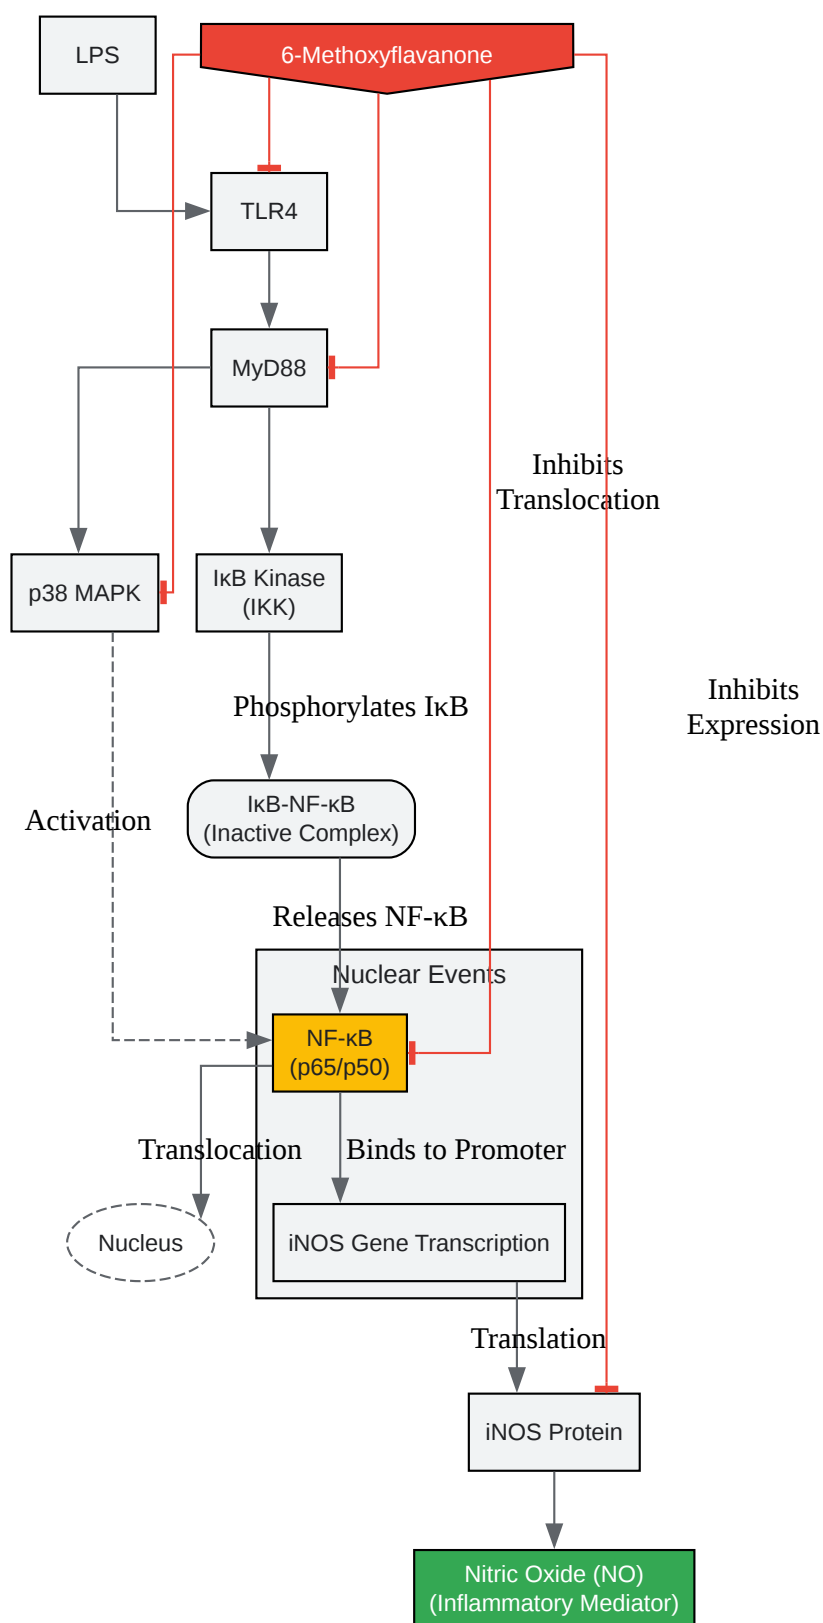 LPS
6-Methoxyflavanone
TLR4
MyD88
Inhibits
Translocation
p38 MAPK
IκB Kinase
(IKK)
Phosphorylates IκB
Inhibits
Expression
Activation
IκB-NF-κB
(Inactive Complex)
Releases NF-κB
Nuclear Events
NF-κB
(p65/p50)
Translocation
Binds to Promoter
Nucleus
iNOS Gene Transcription
Translation
iNOS Protein
Nitric Oxide (NO)
(Inflammatory Mediator)